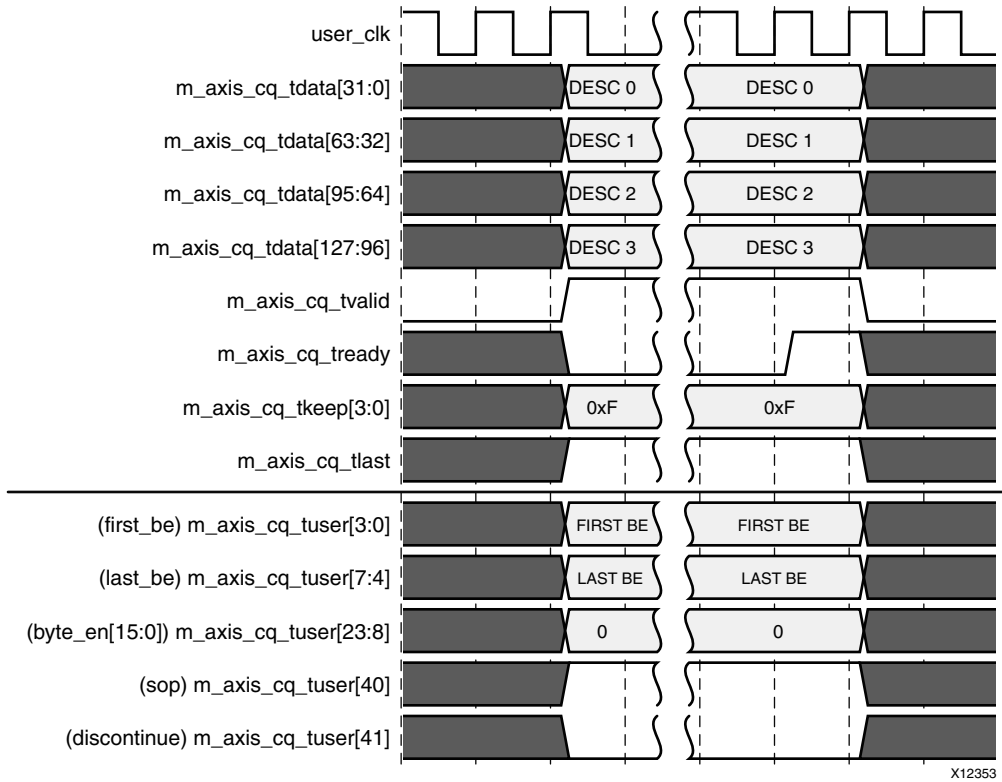 user_clk
m_axis_cq_tdata[31:0] DESC 0 DESC 0
m_axis_cq_tdata[63:32] DESC 1 DESC 1
m_axis_cq_tdata[95:64] DESC 2 DESC 2
m_axis_cq_tdata[127:96] DESC 3 DESC 3
m_axis_cq_tvalid
m_axis_cq_tready
m_axis_cq_tkeep[3:0] 0xF 0xF
m_axis_cq_tlast
(first_be) m_axis_cq_tuser[3:0] FIRST BE FIRST BE
(last_be) m_axis_cq_tuser[7:4] LAST BE LAST BE
(byte_en[15:0]) m_axis_cq_tuser[23:8] 0 0
(sop) m_axis_cq_tuser[40]
(discontinue) m_axis_cq_tuser[41]
X12353